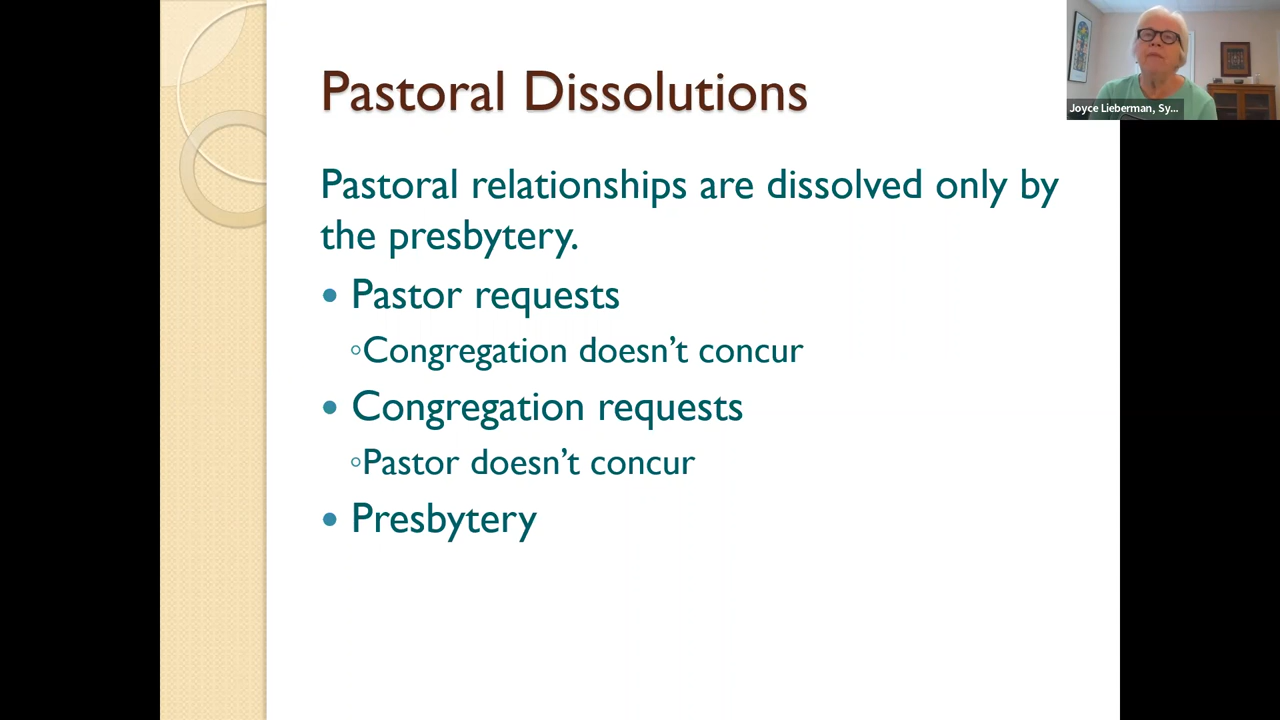 Pastoral Dissolutions
Joyce Lieberman, Sy...
Pastoral relationships are dissolved only by
the presbytery.
• Pastor requests
◦Congregation doesn’t concur
• Congregation requests
◦Pastor doesn’t concur
• Presbytery